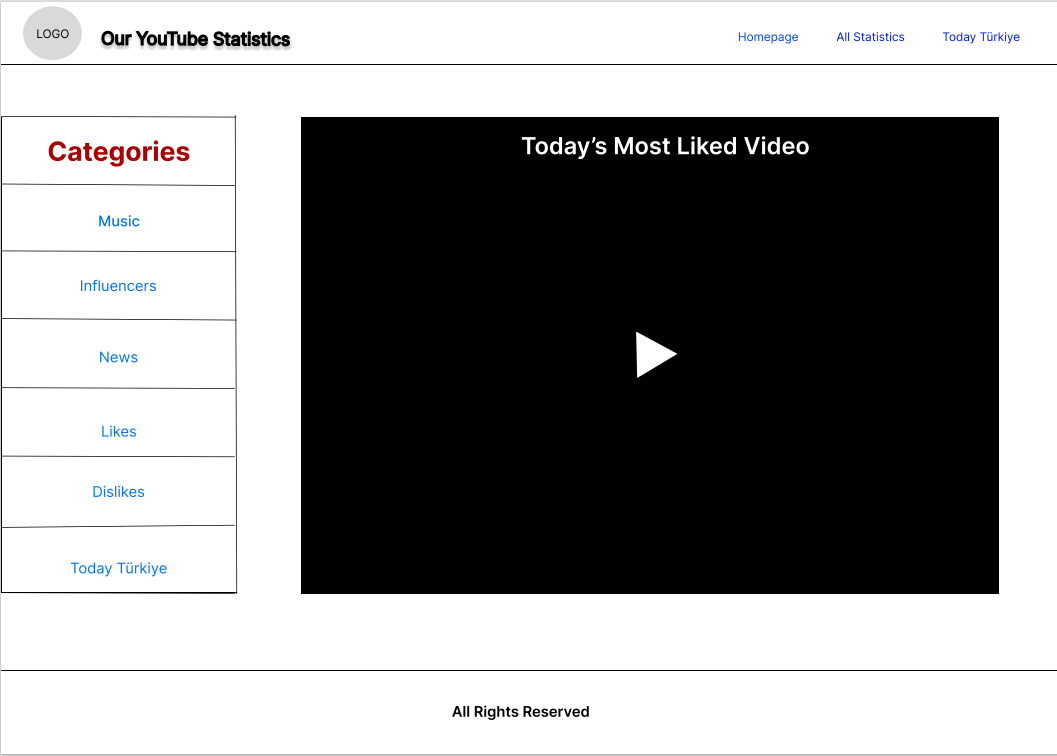 LOGO
Our YouTube Statistics
Homepage
All Statistics
Today Türkiye
Categories
Music
Influencers
News
Likes
Dislikes
Today Türkiye
Today’s Most Liked Video
All Rights Reserved